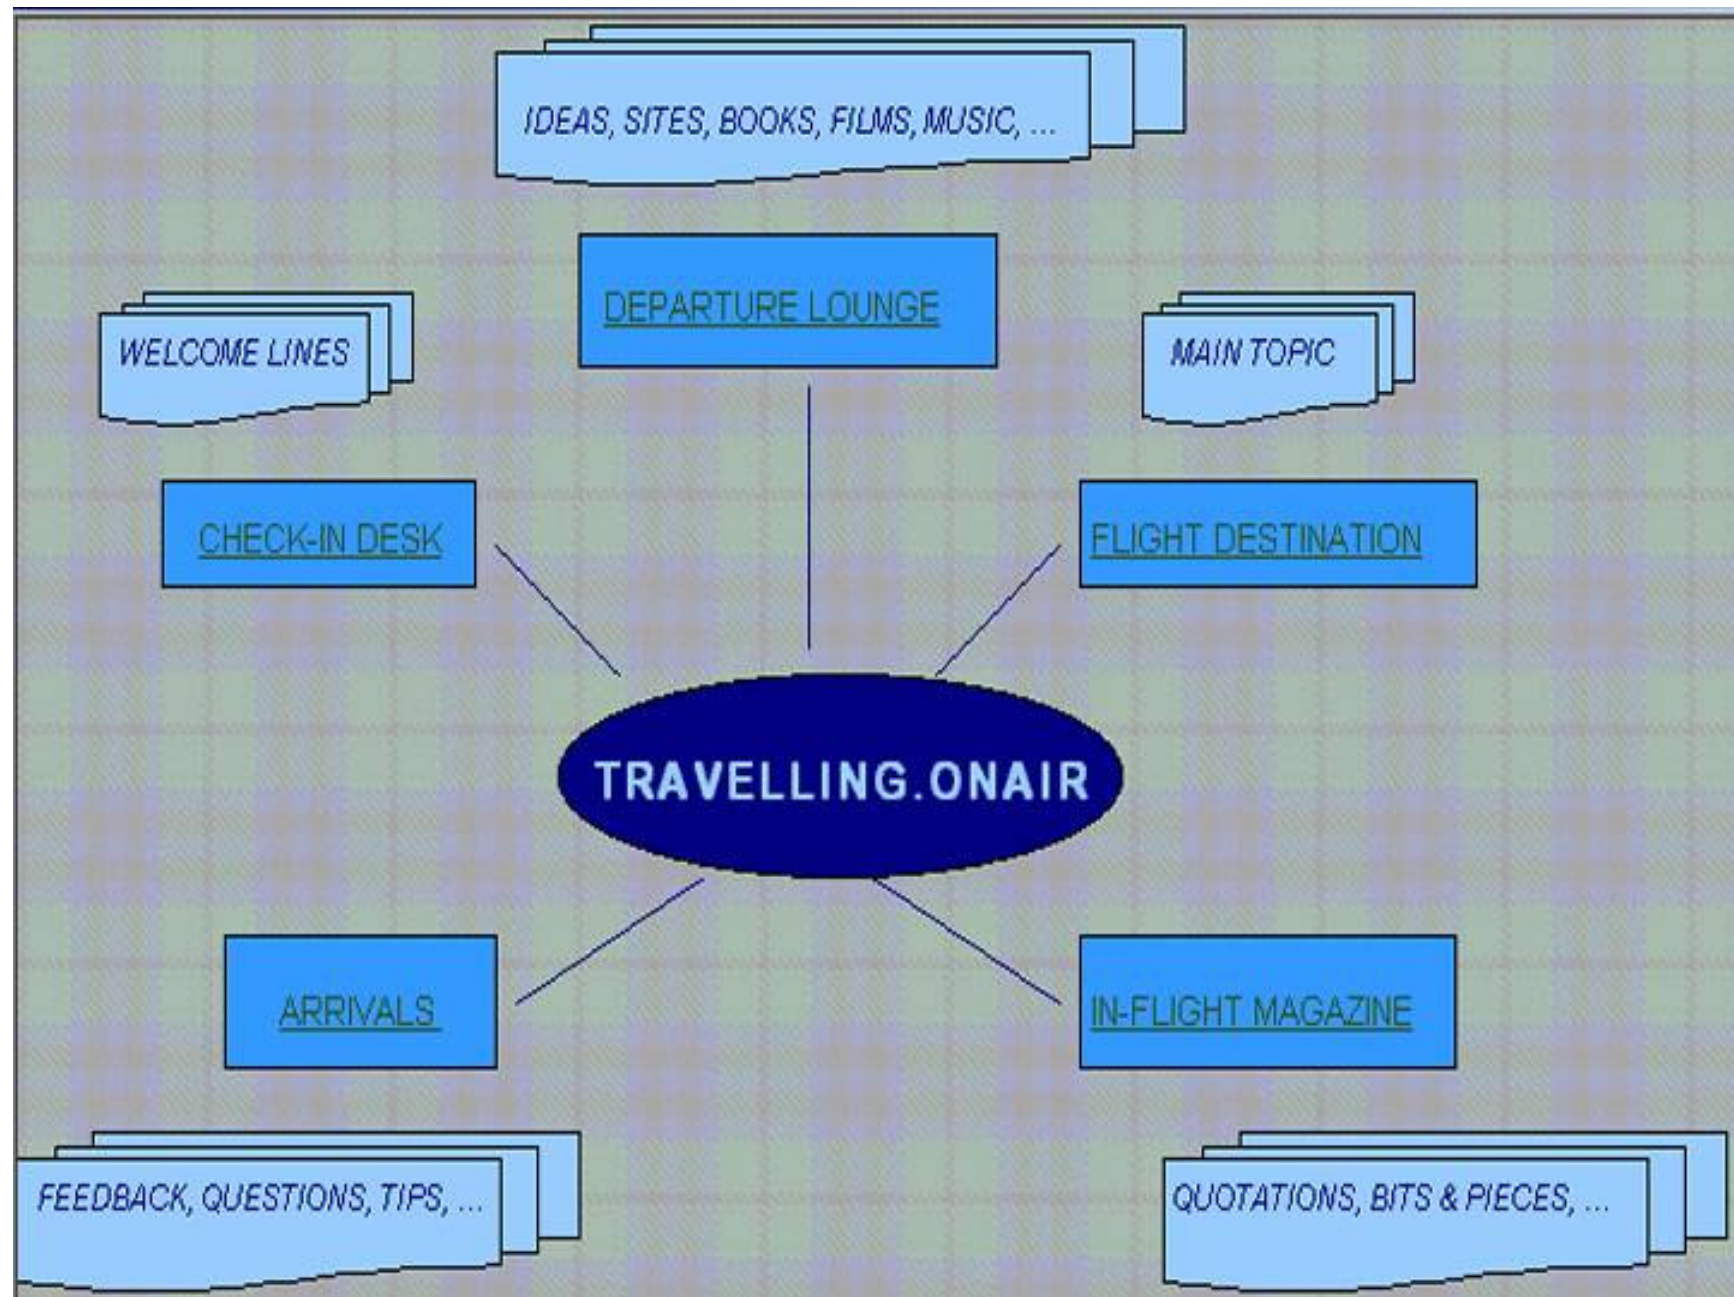 IDEAS, SITES, BOOKS, FILMS, MUSIC, ...
DEPARTURE LOUNGE
WELCOME LINES
MAIN TOPIC
CHECK-IN DESK
FLIGHT DESTINATION
TRAVELLING.ONAIR
ARRIVALS
IN-FLIGHT MAGAZINE
FEEDBACK, QUESTIONS, TIPS, ...
QUOTATIONS, BITS & PIECES, ...